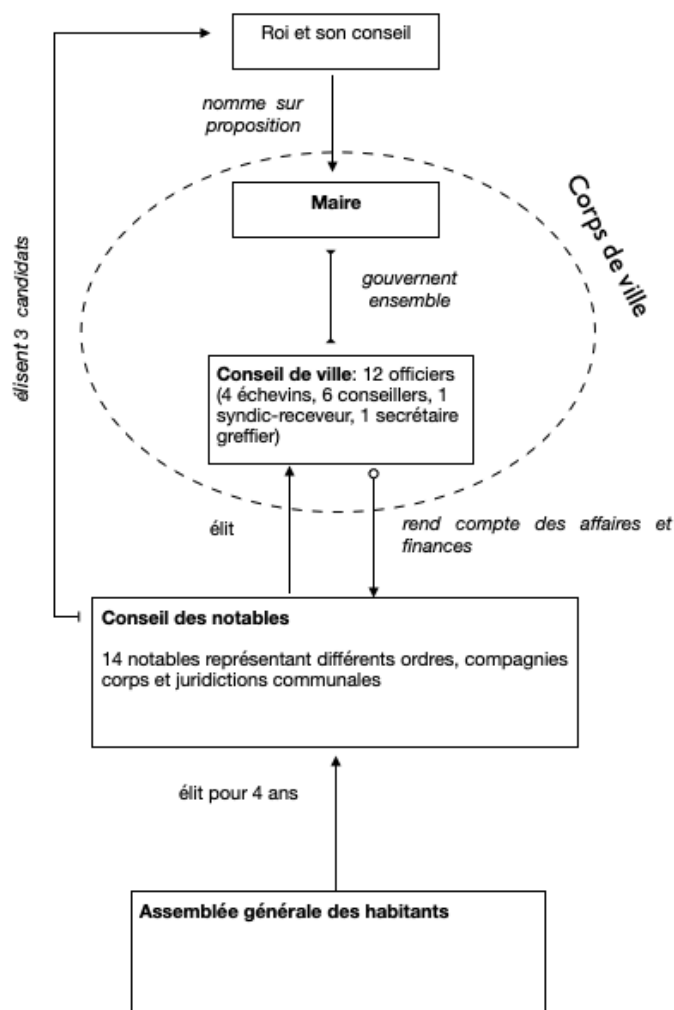 Roi et son conseil
nomme sur
proposition
Maire
Corps de ville
gouvernent
ensemble
élisent 3 candidats
Conseil de ville: 12 officiers
(4 échevins, 6 conseillers, 1
syndic-receveur, 1 secrétaire
greffier)
élit
rend compte des affaires et
finances
Conseil des notables
14 notables représentant différents ordres, compagnies
corps et juridictions communales
élit pour 4 ans
Assemblée générale des habitants